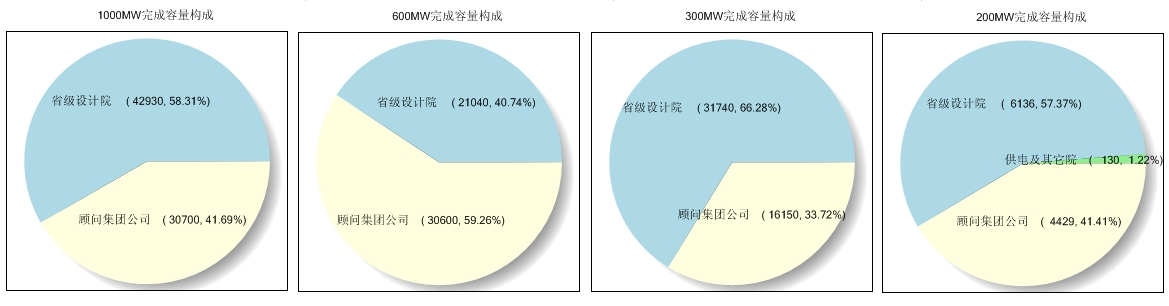 1000MW完成容量构成
省级设计院 ( 42930, 58.31%)
顾问集团公司 ( 30700, 41.69%)
600MW完成容量构成
省级设计院 ( 21040, 40.74%)
顾问集团公司 ( 30600, 59.26%)
300MW完成容量构成
省级设计院 ( 31740, 66.28%)
顾问集团公司 ( 16150, 33.72%)
200MW完成容量构成
省级设计院 ( 6136, 57.37%)
供电及其它院 ( 130, 1.22%)
顾问集团公司 ( 4429, 41.41%)